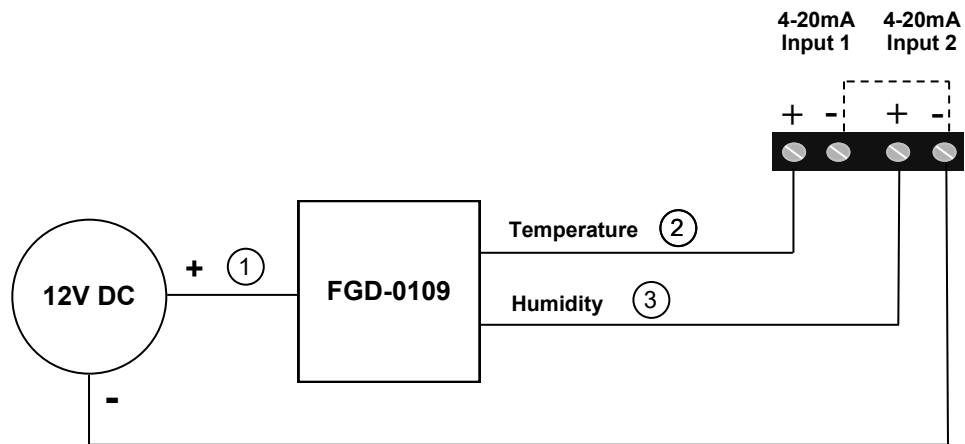 4-20mA 4-20mA
Input 1 Input 2
+ - + -
Temperature 2
+ 1
12V DC
FGD-0109
Humidity 3
-